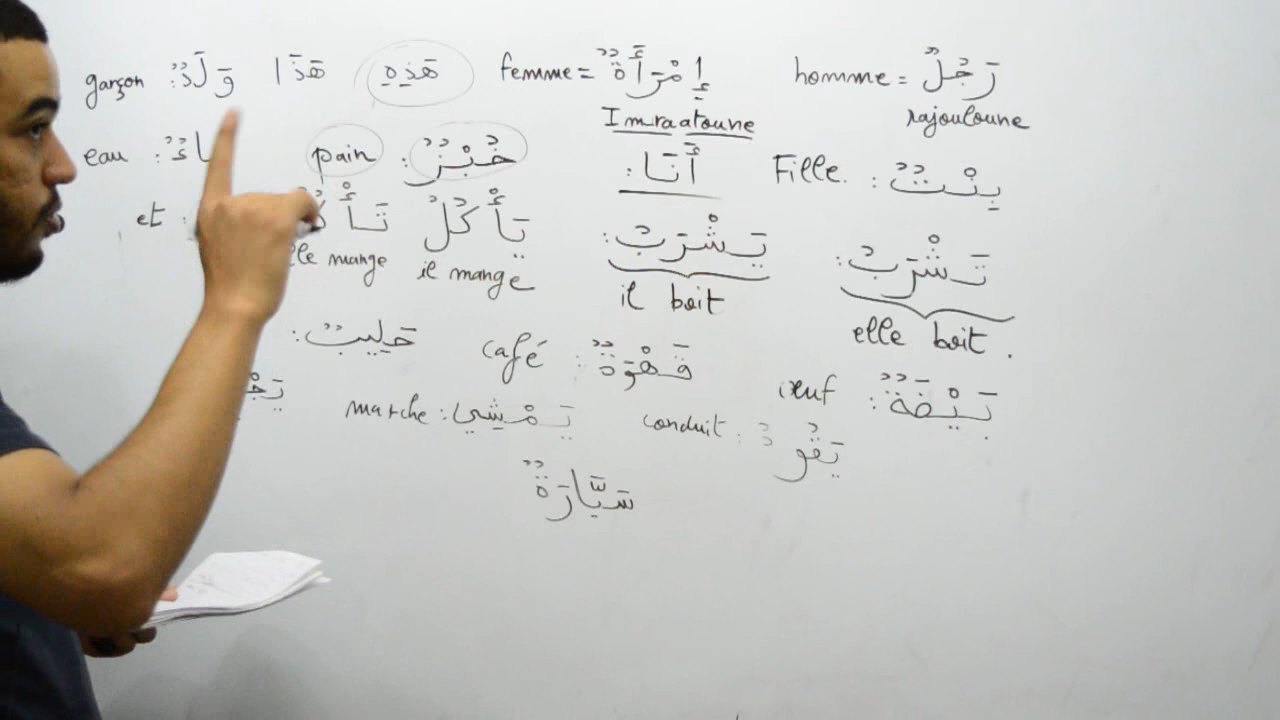 garçon : وَلَدٌ هَذَا هَذِهِ femme = إِمْرَأَةٌ homme = رَجُلٌ
Imraatoune rajouloune
eau : pain : خُبْزٌ أَنَا : Fille : بِنْتٌ
et : تَأْكُلُ يَأْكُلُ يَشْرَبُ : تَشْرَبُ :
elle mange il mange il boit elle boit.
حَلِيبٌ : café : قَهْوَةٌ
œuf : بَيْضَةٌ
marche : يَمْشِي conduit :
سَيَّارَةٌ